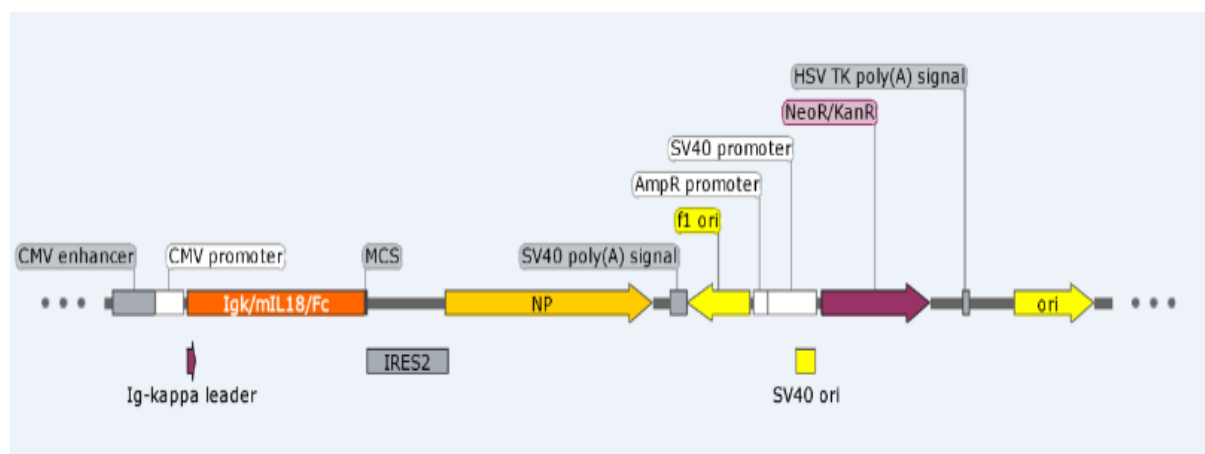 HSV TK poly(A) signal
NeoR/KanR
SV40 promoter
AmpR promoter
f1 ori
CMV enhancer
CMV promoter
MCS
SV40 poly(A) signal
Igk/mIL18/Fc
NP
ori
IRES2
Ig-kappa leader
SV40 ori